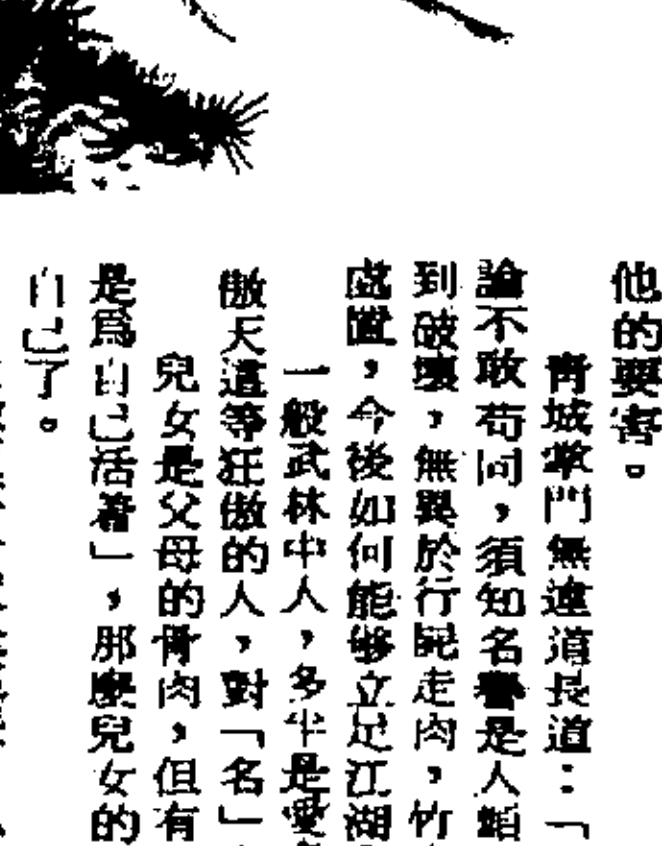 他的要害。
青城掌門無違道長道：「
論不敢苟同，須知名譽是人類
到破壞，無異於行屍走肉，竹
處置，今後如何能够立足江湖
一般武林中人，多半是愛
傲天這等狂傲的人，對「名」
兒女是父母的骨肉，但有
是爲自己活着」，那麼兒女的
自己了。